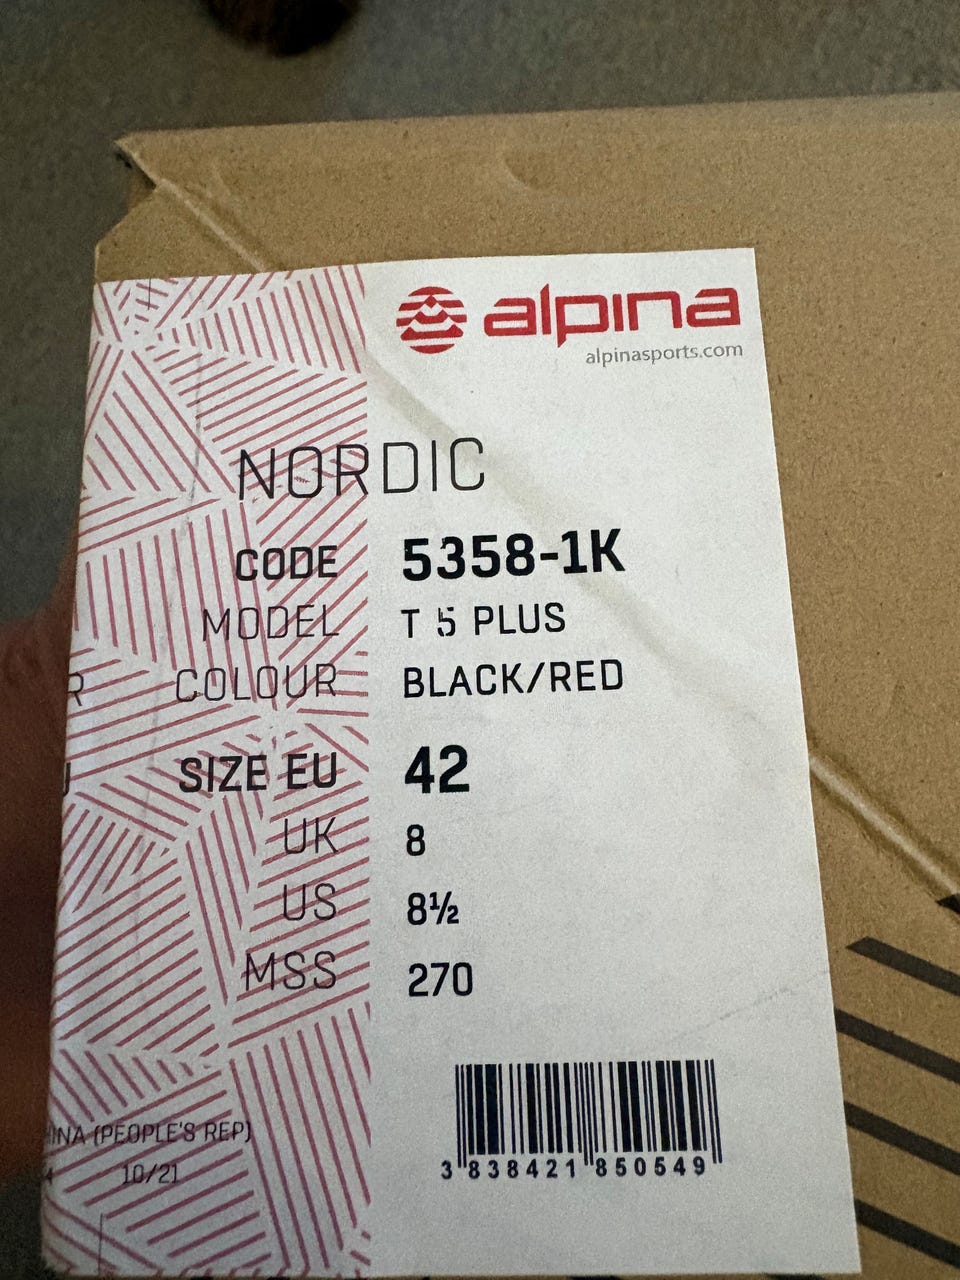 alpina
alpinasports.com
NORDIC
CODE 5358-1K
MODEL T 5 PLUS
COLOUR BLACK/RED
SIZE EU 42
UK 8
US 8½
MSS 270
(PEOPLE'S REP)
10/21
3 838421 850549